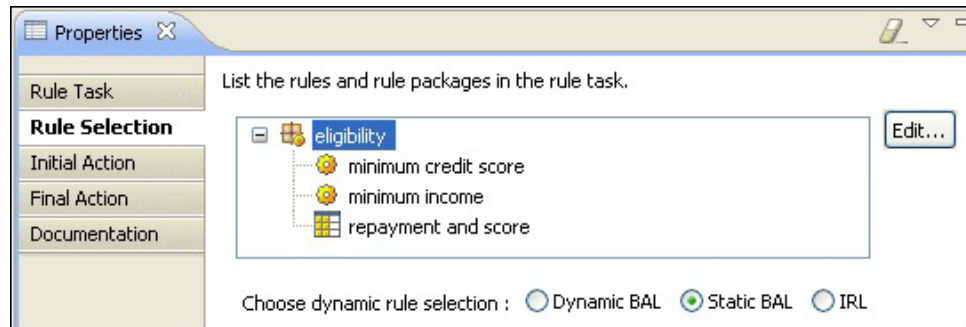 Properties
Rule Task
Rule Selection
Initial Action
Final Action
Documentation
List the rules and rule packages in the rule task.
eligibility
minimum credit score
minimum income
repayment and score
Edit...
Choose dynamic rule selection : Dynamic BAL Static BAL IRL